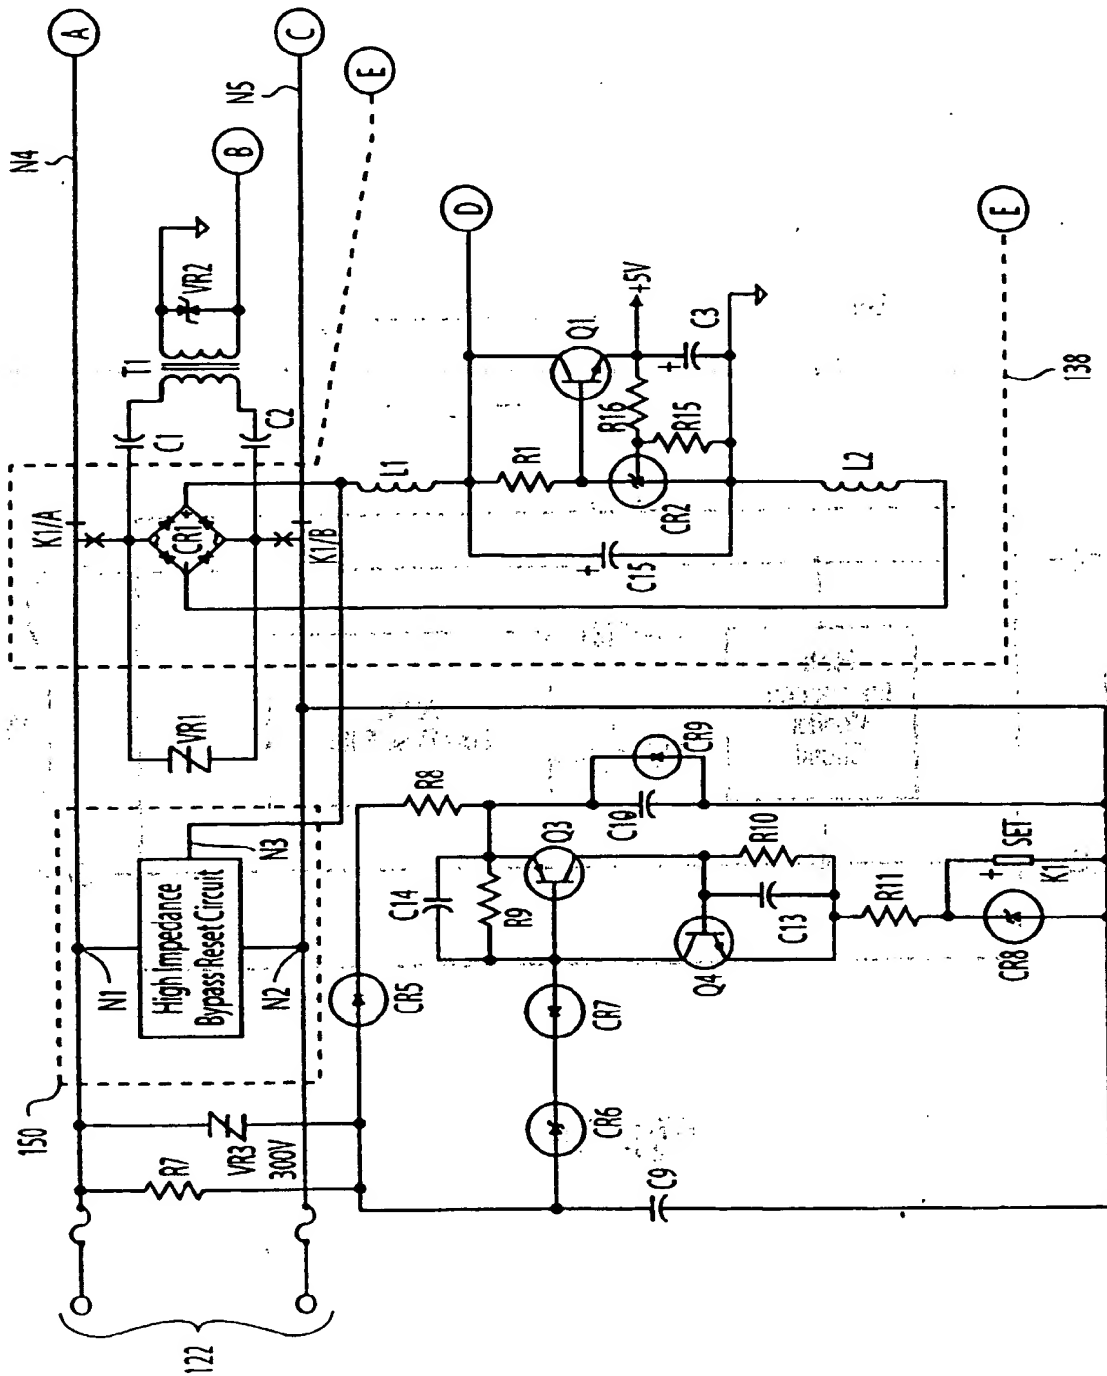 A
C
E
N4
N5
B
VR2
T1
C1
C2
D
Q1
+5V
C3
E
R16
R15
138
K1/A
CR1
K1/B
L1
R1
CR2
L2
C15
+
+
VR1
R8
CR9
C10
N3
High Impedance
Bypass Reset Circuit
N1
N2
C14
R9
Q3
R10
SET
+
K1
C13
R11
Q4
CR8
CR5
CR7
CR6
150
VR3
300V
R7
C9
122